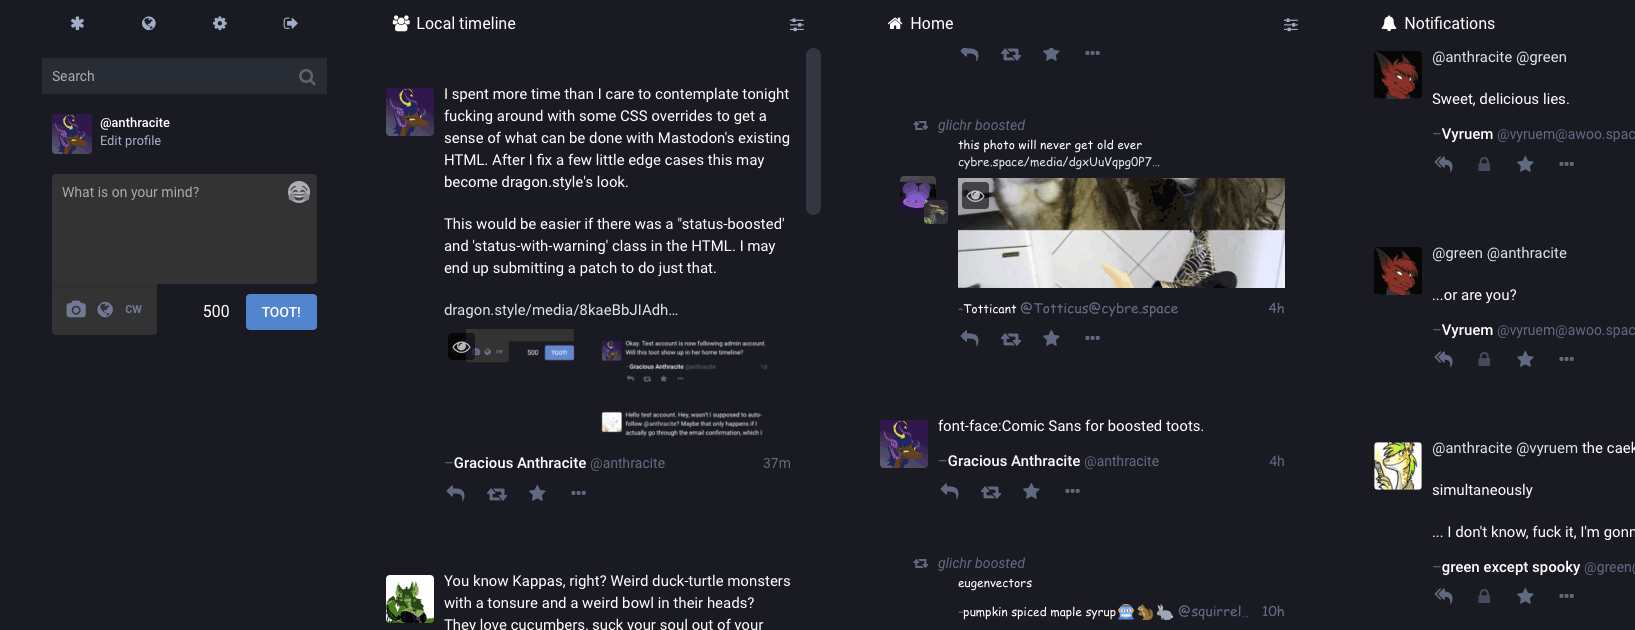 Search
@anthracite
Edit profile
What is on your mind?
CW
500
TOOT!
Local timeline
I spent more time than I care to contemplate tonight
fucking around with some CSS overrides to get a
sense of what can be done with Mastodon's existing
HTML. After I fix a few little edge cases this may
become dragon.style's look.
This would be easier if there was a "status-boosted'
and 'status-with-warning' class in the HTML. I may
end up submitting a patch to do just that.
dragon.style/media/8kaeBbJIAdh...
500
TOOT!
Okay. Test account is now following admin account.
Will this toot show up in her home timeline?
–Gracious Anthracite @anthracite 1d
Hello test account. Hey, wasn't I supposed to auto-
follow @anthracite? Maybe that only happens if I
actually go through the email confirmation, which I
–Gracious Anthracite @anthracite 37m
You know Kappas, right? Weird duck-turtle monsters
with a tonsure and a weird bowl in their heads?
They love cucumbers, suck your soul out of your
Home
glichr boosted
this photo will never get old ever
cybre.space/media/dgxUuVqpg0P7...
–Totticant @Totticus@cybre.space 4h
font-face:Comic Sans for boosted toots.
–Gracious Anthracite @anthracite 4h
glichr boosted
eugenvectors
–pumpkin spiced maple syrup @squirrel... 10h
Notifications
@anthracite @green
Sweet, delicious lies.
–Vyruem @vyruem@awoo.spac
@green @anthracite
...or are you?
–Vyruem @vyruem@awoo.spac
@anthracite @vyruem the caek
simultaneously
... I don't know, fuck it, I'm gonn
–green except spooky @green@